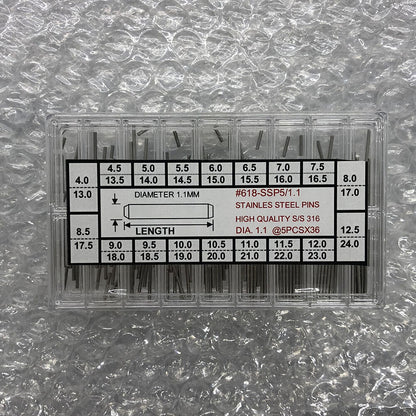 4.5 5.0 5.5 6.0 6.5 7.0 7.5
4.0 13.5 14.0 14.5 15.0 15.5 16.0 16.5 8.0
13.0 DIAMETER 1.1MM #618-SSP5/1.1 17.0
STAINLES STEEL PINS
HIGH QUALITY S/S 316
8.5 LENGTH DIA. 1.1 @5PCSX36 12.5
17.5 9.0 9.5 10.0 10.5 11.0 11.5 12.0 24.0
18.0 18.5 19.0 20.0 21.0 22.0 23.0